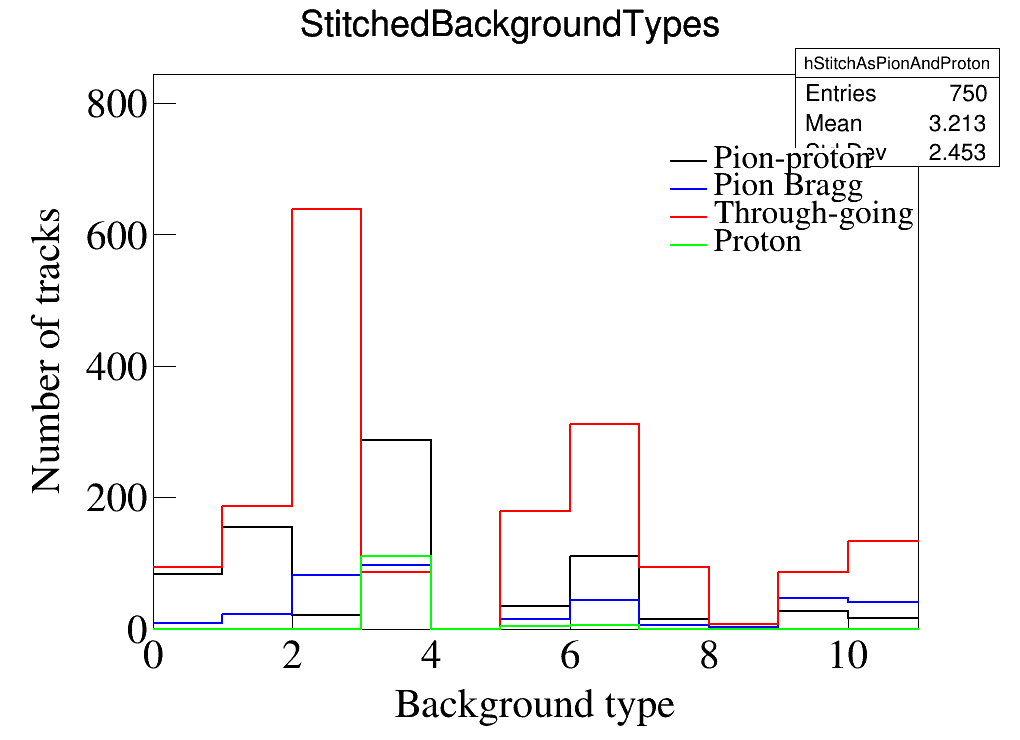 StitchedBackgroundTypes
hStitchAsPionAndProton
Entries 750
Mean 3.213
2.453
Pion-proton
Pion Bragg
Through-going
Proton
Number of tracks
800
600
400
200
0
0 2 4 6 8 10
Background type